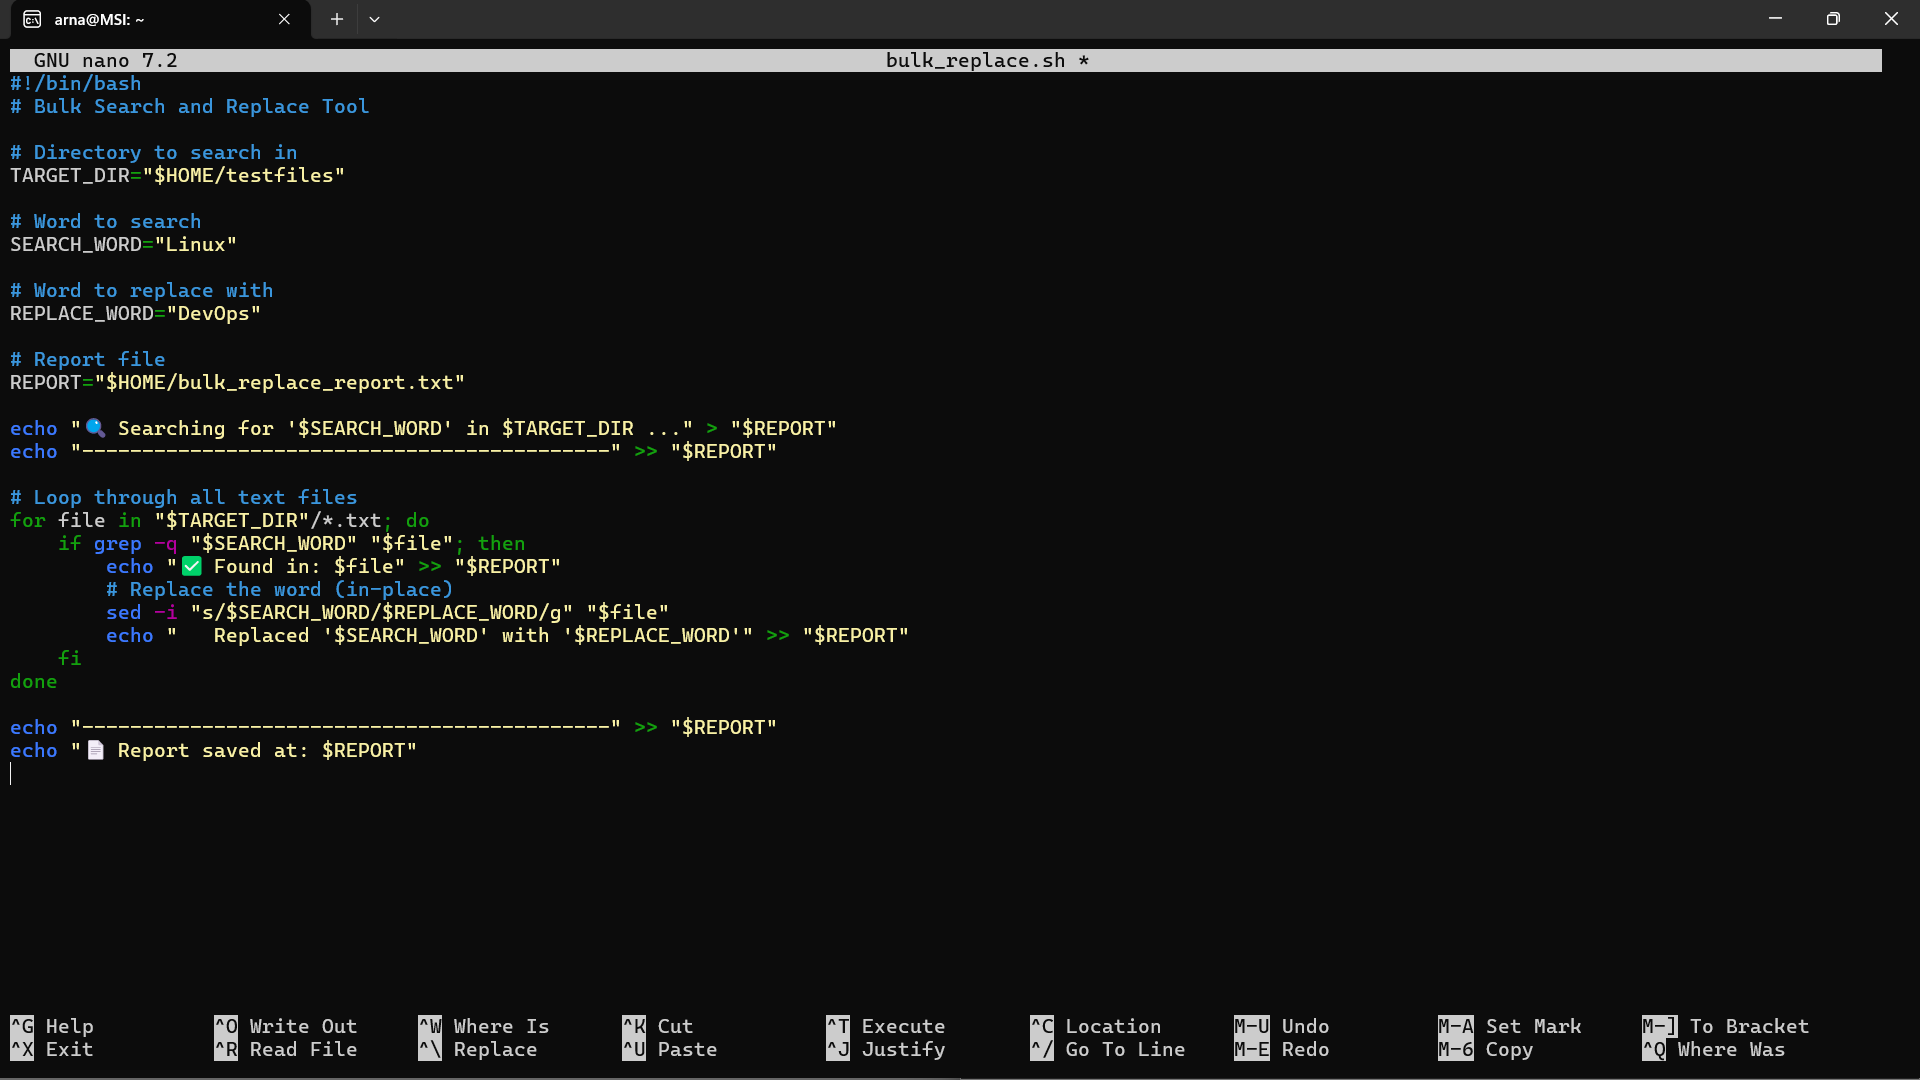 arna@MSI: ~
GNU nano 7.2 bulk_replace.sh *
#!/bin/bash
# Bulk Search and Replace Tool

# Directory to search in
TARGET_DIR="$HOME/testfiles"

# Word to search
SEARCH_WORD="Linux"

# Word to replace with
REPLACE_WORD="DevOps"

# Report file
REPORT="$HOME/bulk_replace_report.txt"

echo "🔍 Searching for '$SEARCH_WORD' in $TARGET_DIR ..." > "$REPORT"
echo "--------------------------------------------" >> "$REPORT"

# Loop through all text files
for file in "$TARGET_DIR"/*.txt; do
    if grep -q "$SEARCH_WORD" "$file"; then
        echo "✅ Found in: $file" >> "$REPORT"
        # Replace the word (in-place)
        sed -i "s/$SEARCH_WORD/$REPLACE_WORD/g" "$file"
        echo "   Replaced '$SEARCH_WORD' with '$REPLACE_WORD'" >> "$REPORT"
    fi
done

echo "--------------------------------------------" >> "$REPORT"
echo "📄 Report saved at: $REPORT"

^G Help ^O Write Out ^W Where Is ^K Cut ^T Execute ^C Location M-U Undo M-A Set Mark M-] To Bracket
^X Exit ^R Read File ^\ Replace ^U Paste ^J Justify ^/ Go To Line M-E Redo M-6 Copy ^Q Where Was